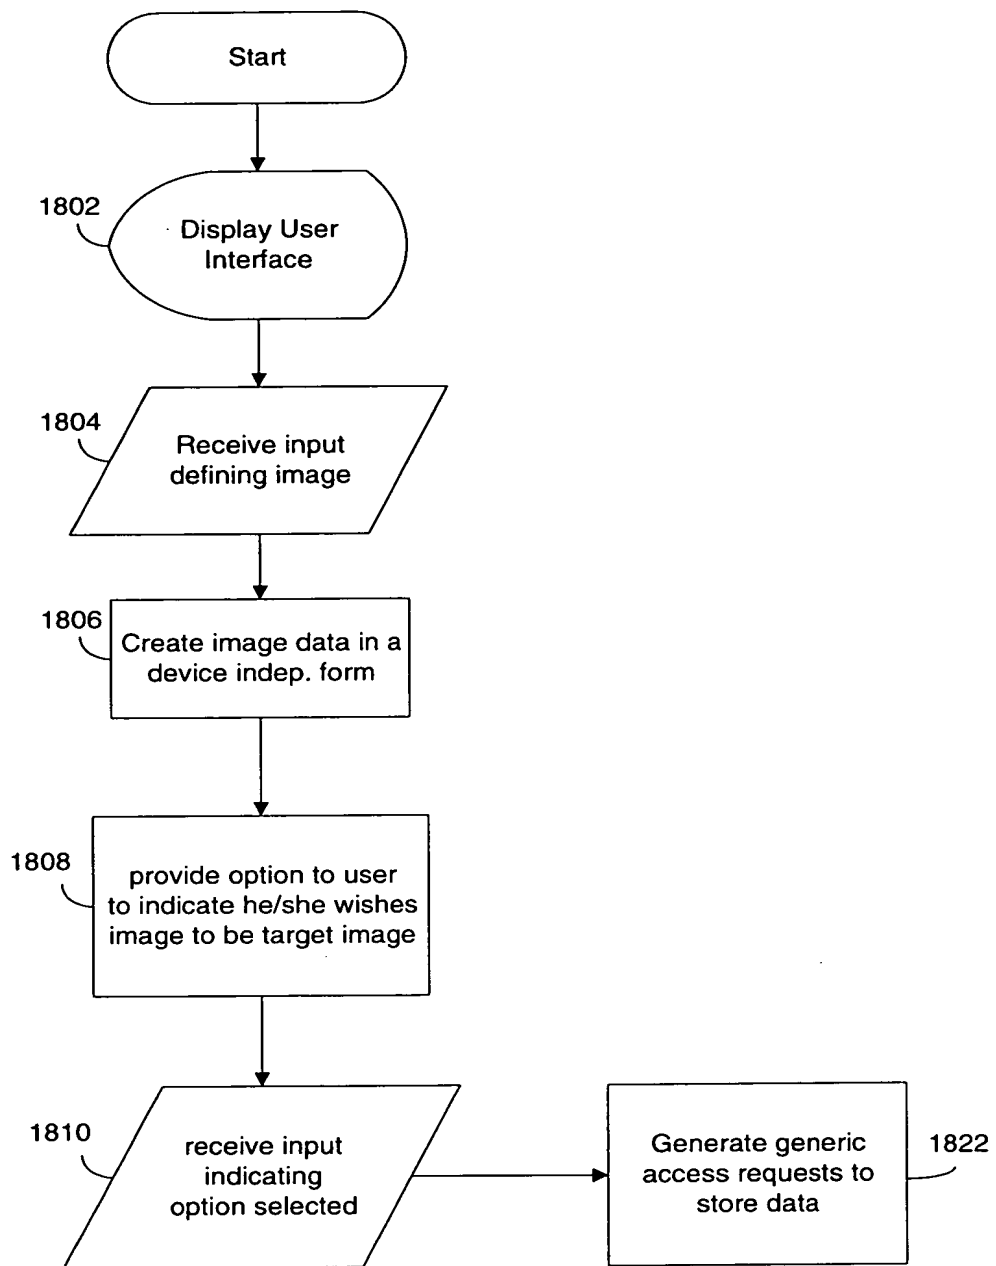 Start
1802
Display User
Interface
1804
Receive input
defining image
1806
Create image data in a
device indep. form
1808
provide option to user
to indicate he/she wishes
image to be target image
1810
receive input
indicating
option selected
Generate generic
access requests to
store data
1822